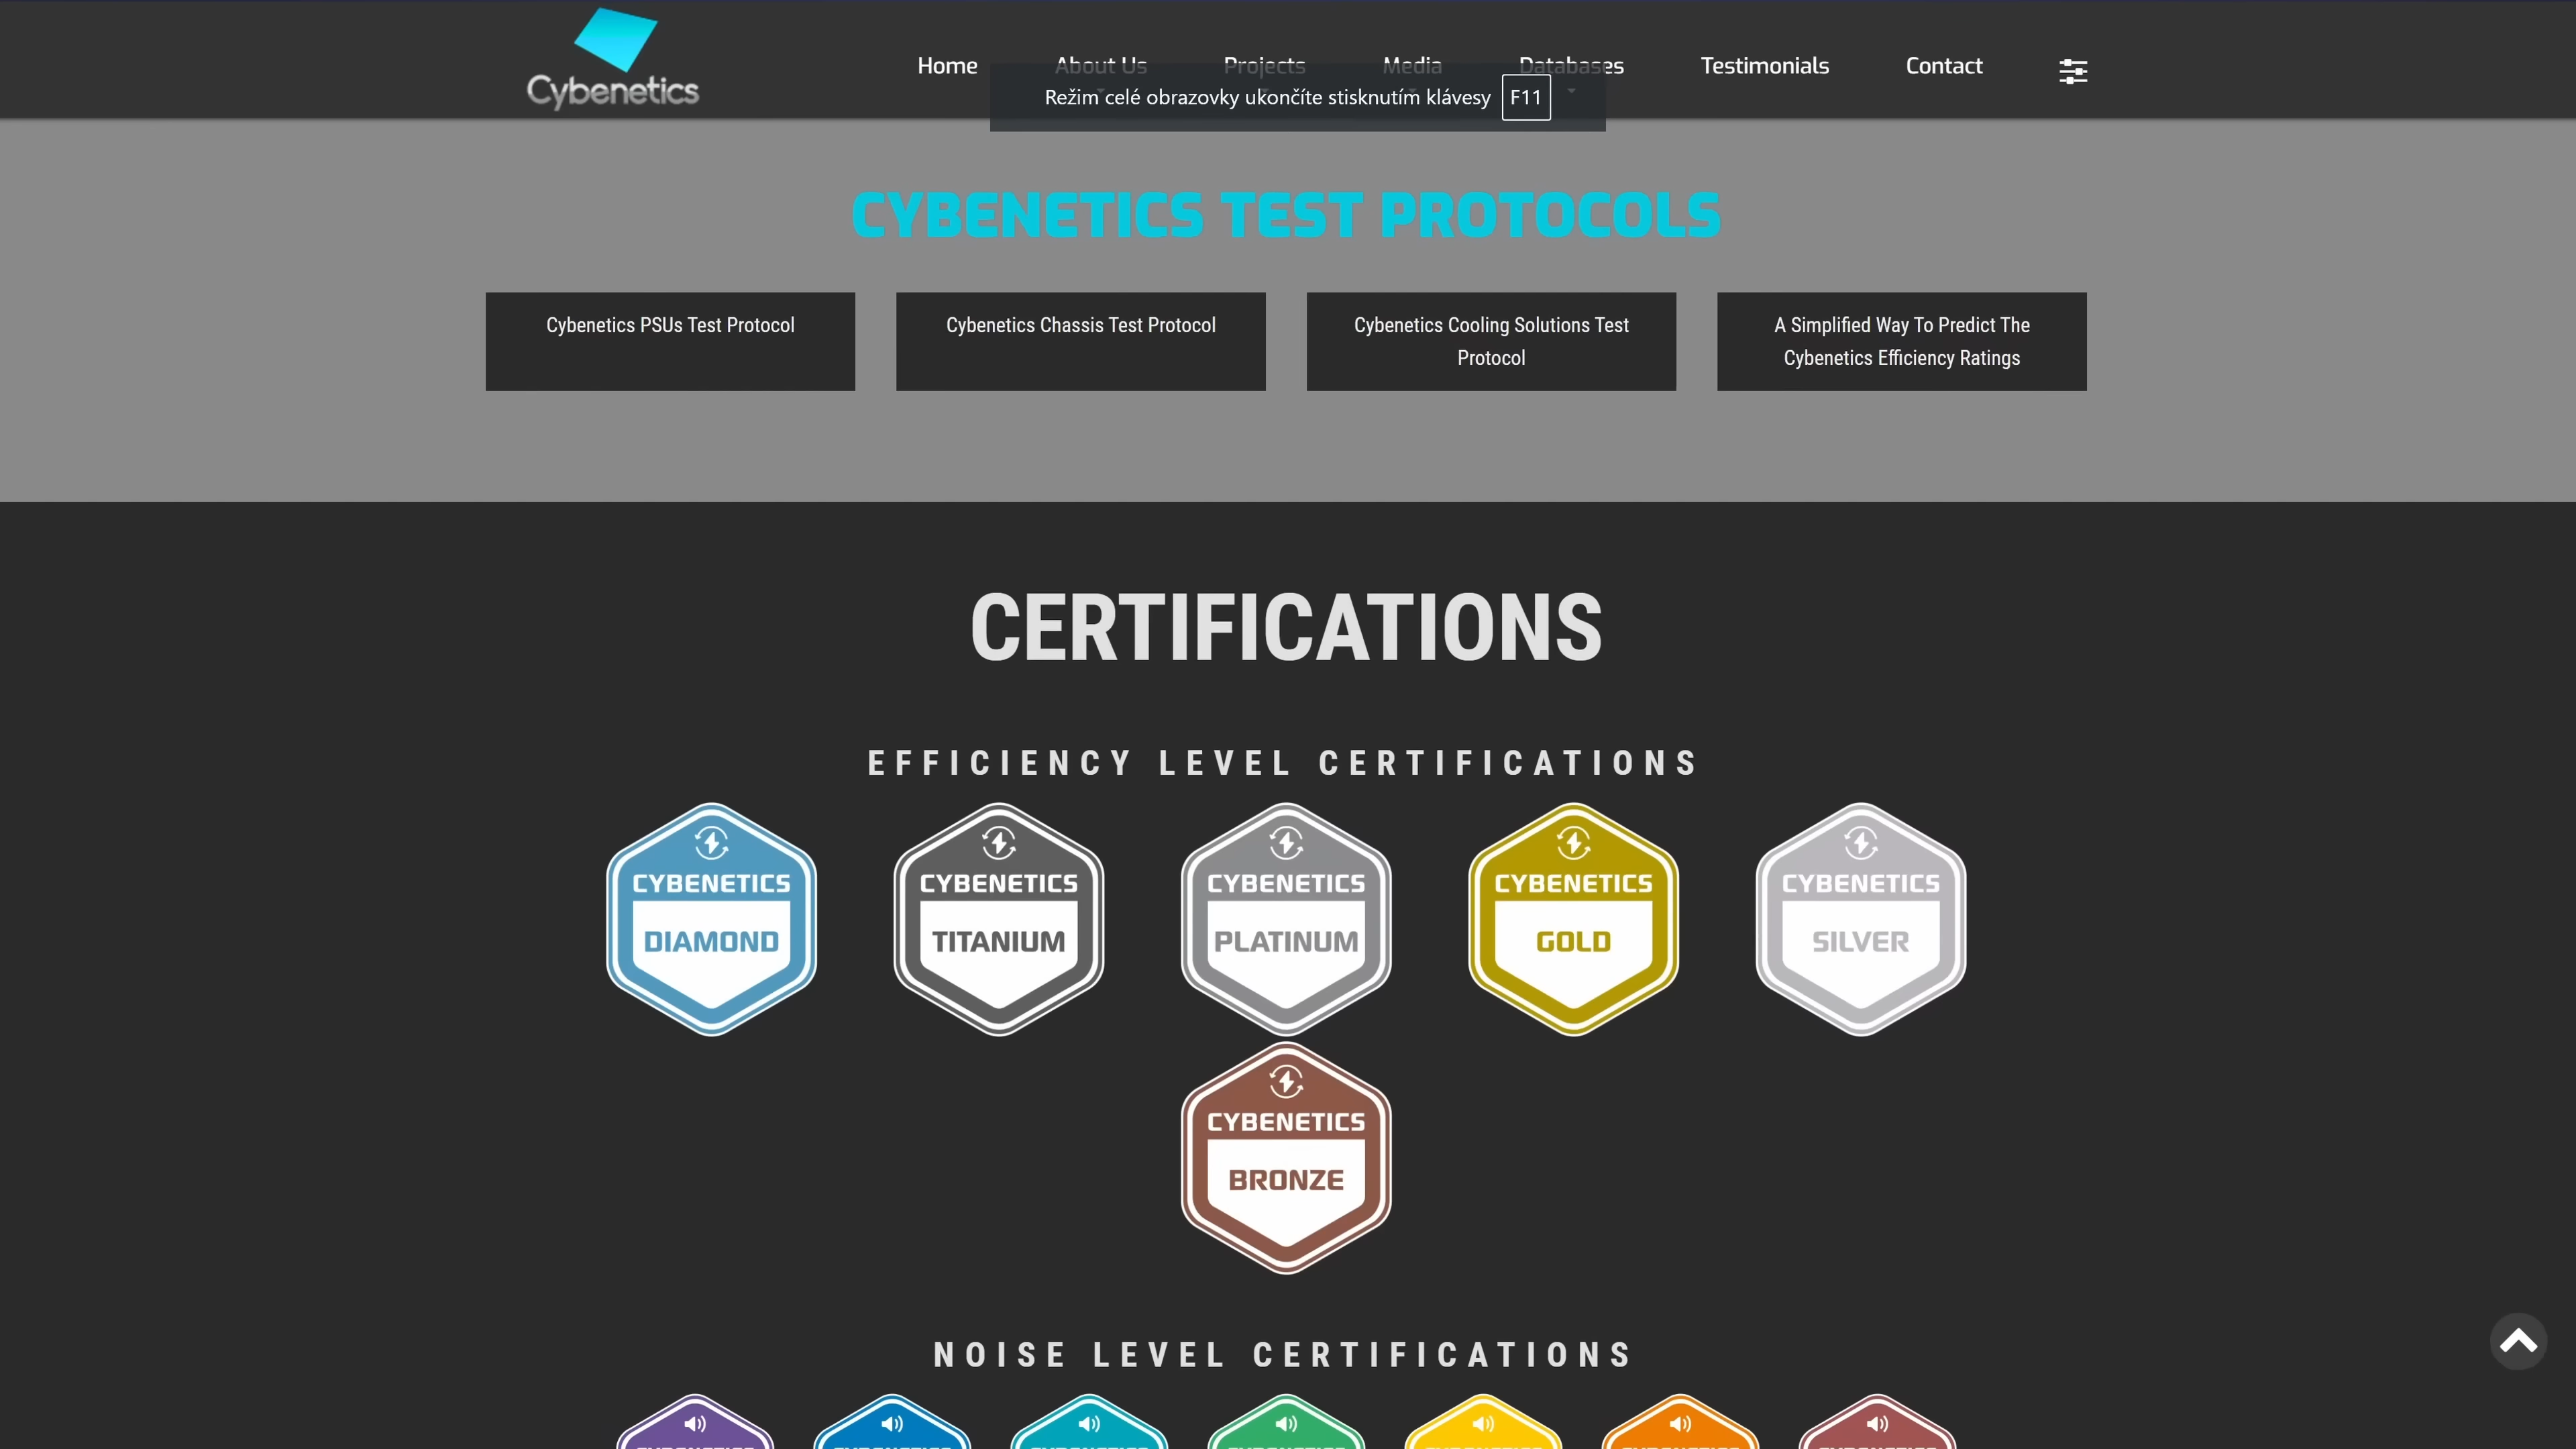 Cybenetics
Home
About Us
Projects
Media
Databases
Testimonials
Contact
Režim celé obrazovky ukončíte stisknutím klávesy F11
CYBENETICS TEST PROTOCOLS
Cybenetics PSUs Test Protocol
Cybenetics Chassis Test Protocol
Cybenetics Cooling Solutions Test
Protocol
A Simplified Way To Predict The
Cybenetics Efficiency Ratings
CERTIFICATIONS
EFFICIENCY LEVEL CERTIFICATIONS
CYBENETICS
DIAMOND
CYBENETICS
TITANIUM
CYBENETICS
PLATINUM
CYBENETICS
GOLD
CYBENETICS
SILVER
CYBENETICS
BRONZE
NOISE LEVEL CERTIFICATIONS